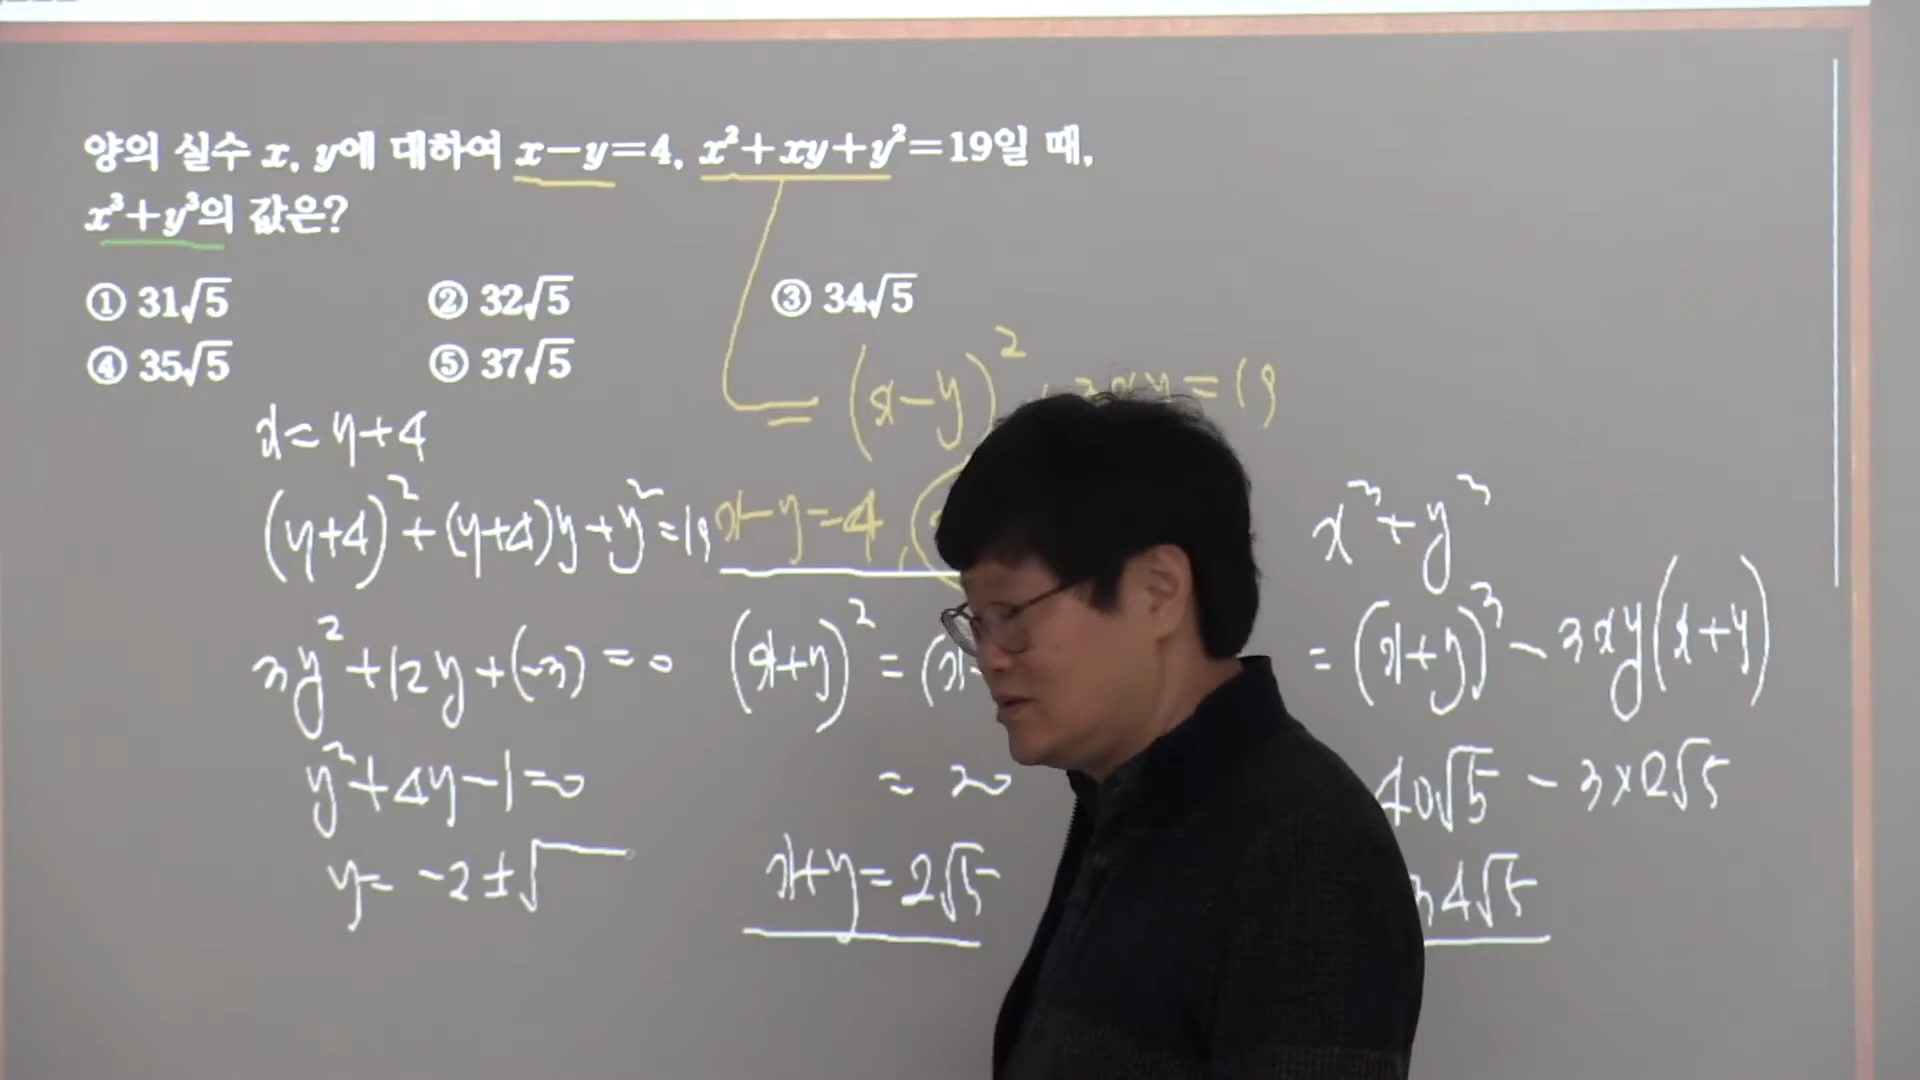 양의 실수 x, y에 대하여 x−y=4, x²+xy+y²=19일 때,
x³+y³의 값은?
① 31√5 ② 32√5 ③ 34√5
④ 35√5 ⑤ 37√5
= (x−y)² =19
x=y+4
(y+4)²+(y+4)y+y²=19
x−y=4,
3y²+12y+(-3)=0
y²+4y−1=0
y= -2±√
(x+y)² = (x-
= 20
x+y=2√5
x³+y³
=(x+y)³−3xy(x+y)
40√5 − 3×2√5
34√5